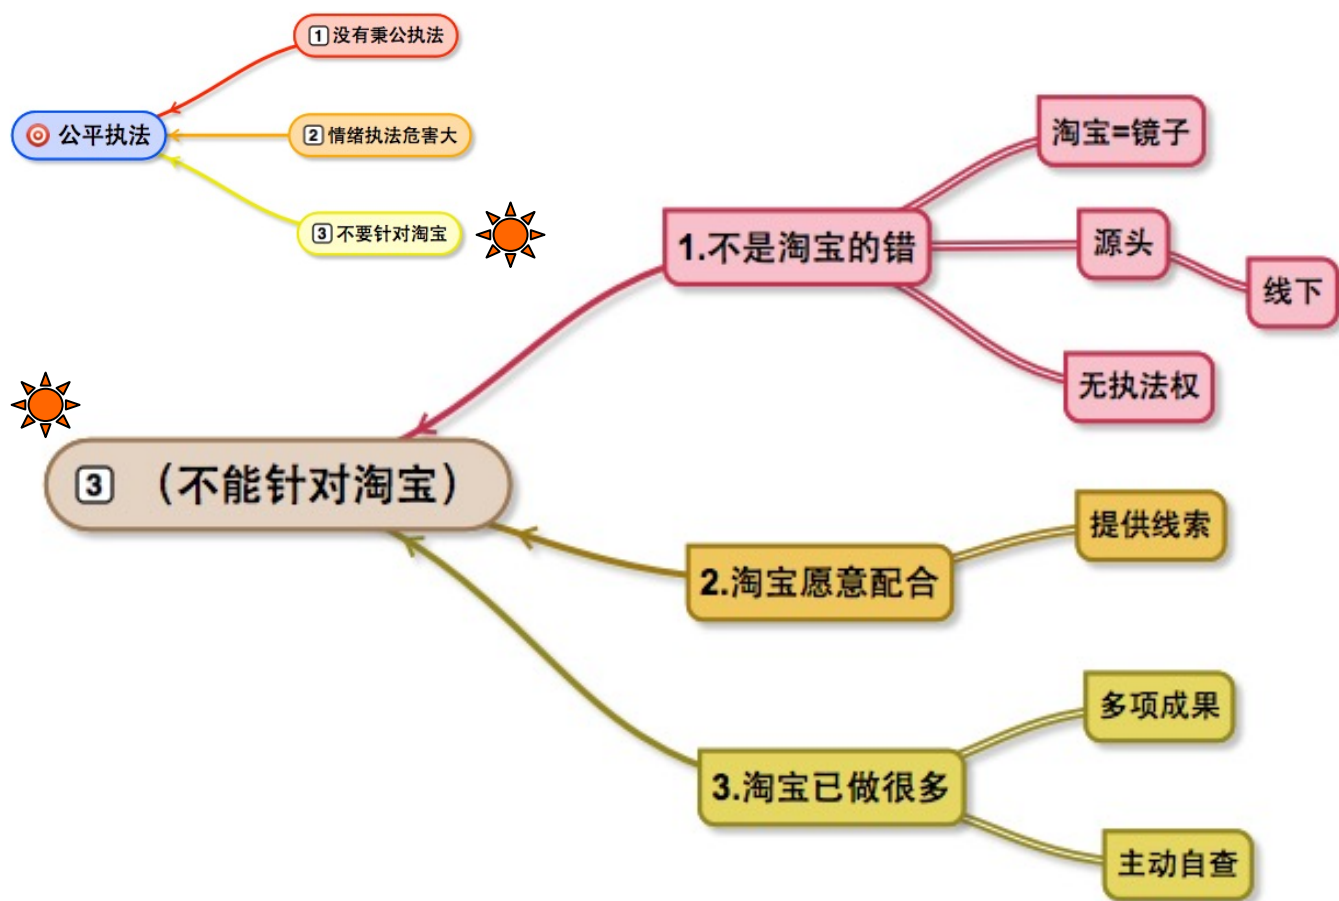 1 没有秉公执法
公平执法
2 情绪执法危害大
3 不要针对淘宝
3 （不能针对淘宝）
1.不是淘宝的错
淘宝=镜子
源头
线下
无执法权
2.淘宝愿意配合
提供线索
3.淘宝已做很多
多项成果
主动自查